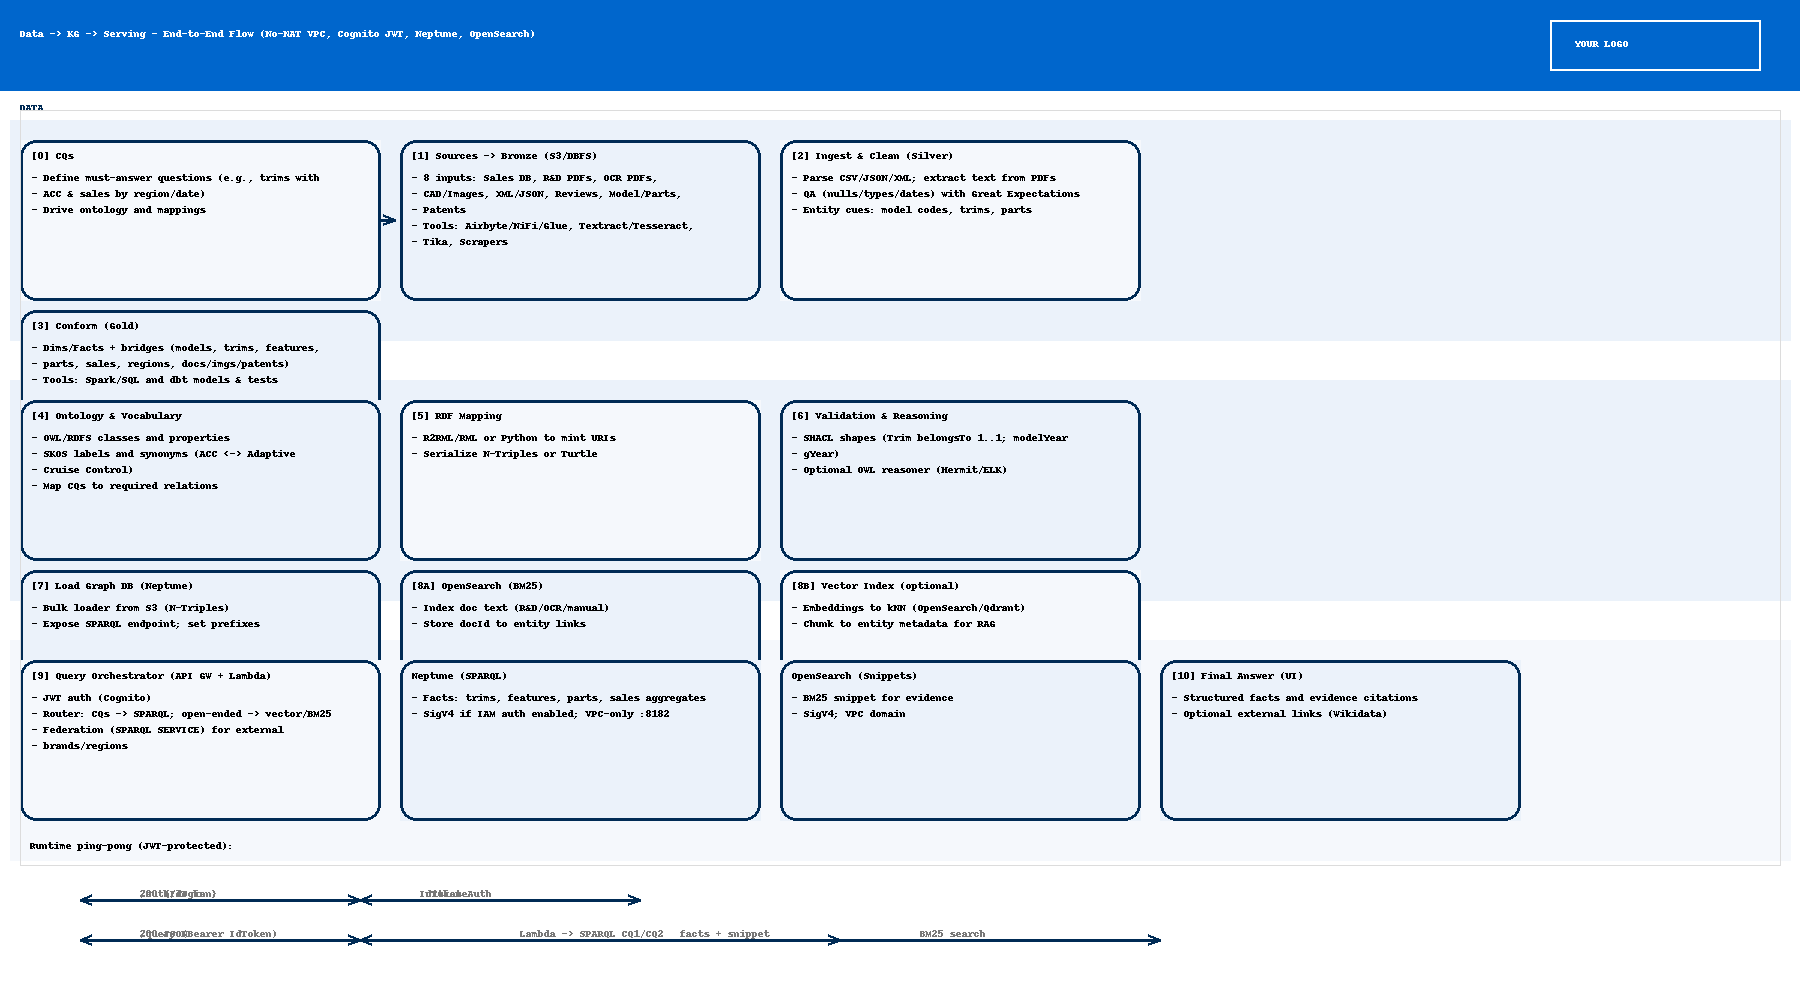 Data -> KG -> Serving - End-to-End Flow (No-NAT VPC, Cognito JWT, Neptune, OpenSearch)
YOUR LOGO
DATA
[0] CQs
- Define must-answer questions (e.g., trims with
- ACC & sales by region/date)
- Drive ontology and mappings
[1] Sources -> Bronze (S3/DBFS)
- 8 inputs: Sales DB, R&D PDFs, OCR PDFs,
- CAD/Images, XML/JSON, Reviews, Model/Parts,
- Patents
- Tools: Airbyte/NiFi/Glue, Textract/Tesseract,
- Tika, Scrapers
[2] Ingest & Clean (Silver)
- Parse CSV/JSON/XML; extract text from PDFs
- QA (nulls/types/dates) with Great Expectations
- Entity cues: model codes, trims, parts
[3] Conform (Gold)
- Dims/Facts + bridges (models, trims, features,
- parts, sales, regions, docs/imgs/patents)
- Tools: Spark/SQL and dbt models & tests
[4] Ontology & Vocabulary
- OWL/RDFS classes and properties
- SKOS labels and synonyms (ACC <-> Adaptive
- Cruise Control)
- Map CQs to required relations
[5] RDF Mapping
- R2RML/RML or Python to mint URIs
- Serialize N-Triples or Turtle
[6] Validation & Reasoning
- SHACL shapes (Trim belongsTo 1..1; modelYear
- gYear)
- Optional OWL reasoner (Hermit/ELK)
[7] Load Graph DB (Neptune)
- Bulk loader from S3 (N-Triples)
- Expose SPARQL endpoint; set prefixes
[8A] OpenSearch (BM25)
- Index doc text (R&D/OCR/manual)
- Store docId to entity links
[8B] Vector Index (optional)
- Embeddings to kNN (OpenSearch/Qdrant)
- Chunk to entity metadata for RAG
[9] Query Orchestrator (API GW + Lambda)
- JWT auth (Cognito)
- Router: CQs -> SPARQL; open-ended -> vector/BM25
- Federation (SPARQL SERVICE) for external
- brands/regions
Neptune (SPARQL)
- Facts: trims, features, parts, sales aggregates
- SigV4 if IAM auth enabled; VPC-only :8182
OpenSearch (Snippets)
- BM25 snippet for evidence
- SigV4; VPC domain
[10] Final Answer (UI)
- Structured facts and evidence citations
- Optional external links (Wikidata)
Runtime ping-pong (JWT-protected):
Bearer IdToken)
Lambda -> SPARQL CQ1/CQ2
facts + snippet
BM25 search